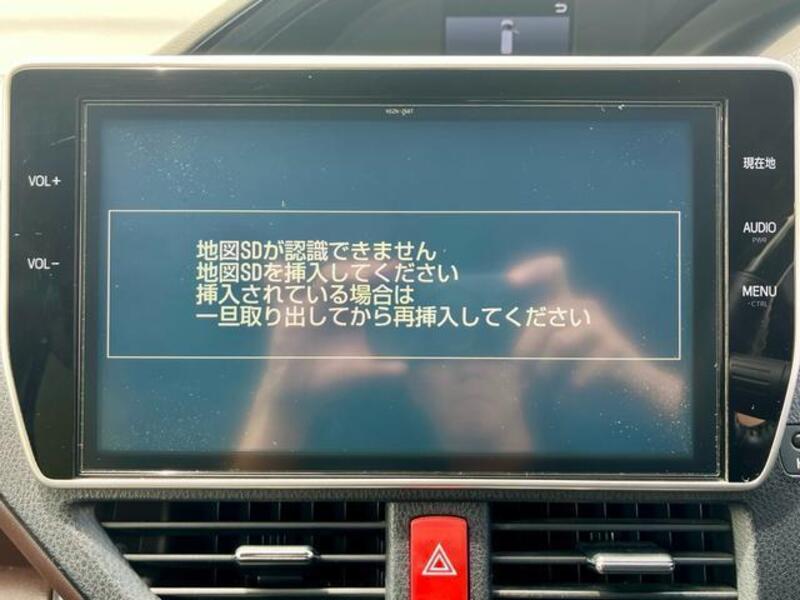 VOL+
VOL-
地図SDが認識できません
地図SDを挿入してください
挿入されている場合は
一旦取り出してから再挿入してください
現在地
AUDIO
PWR
MENU
CTRL